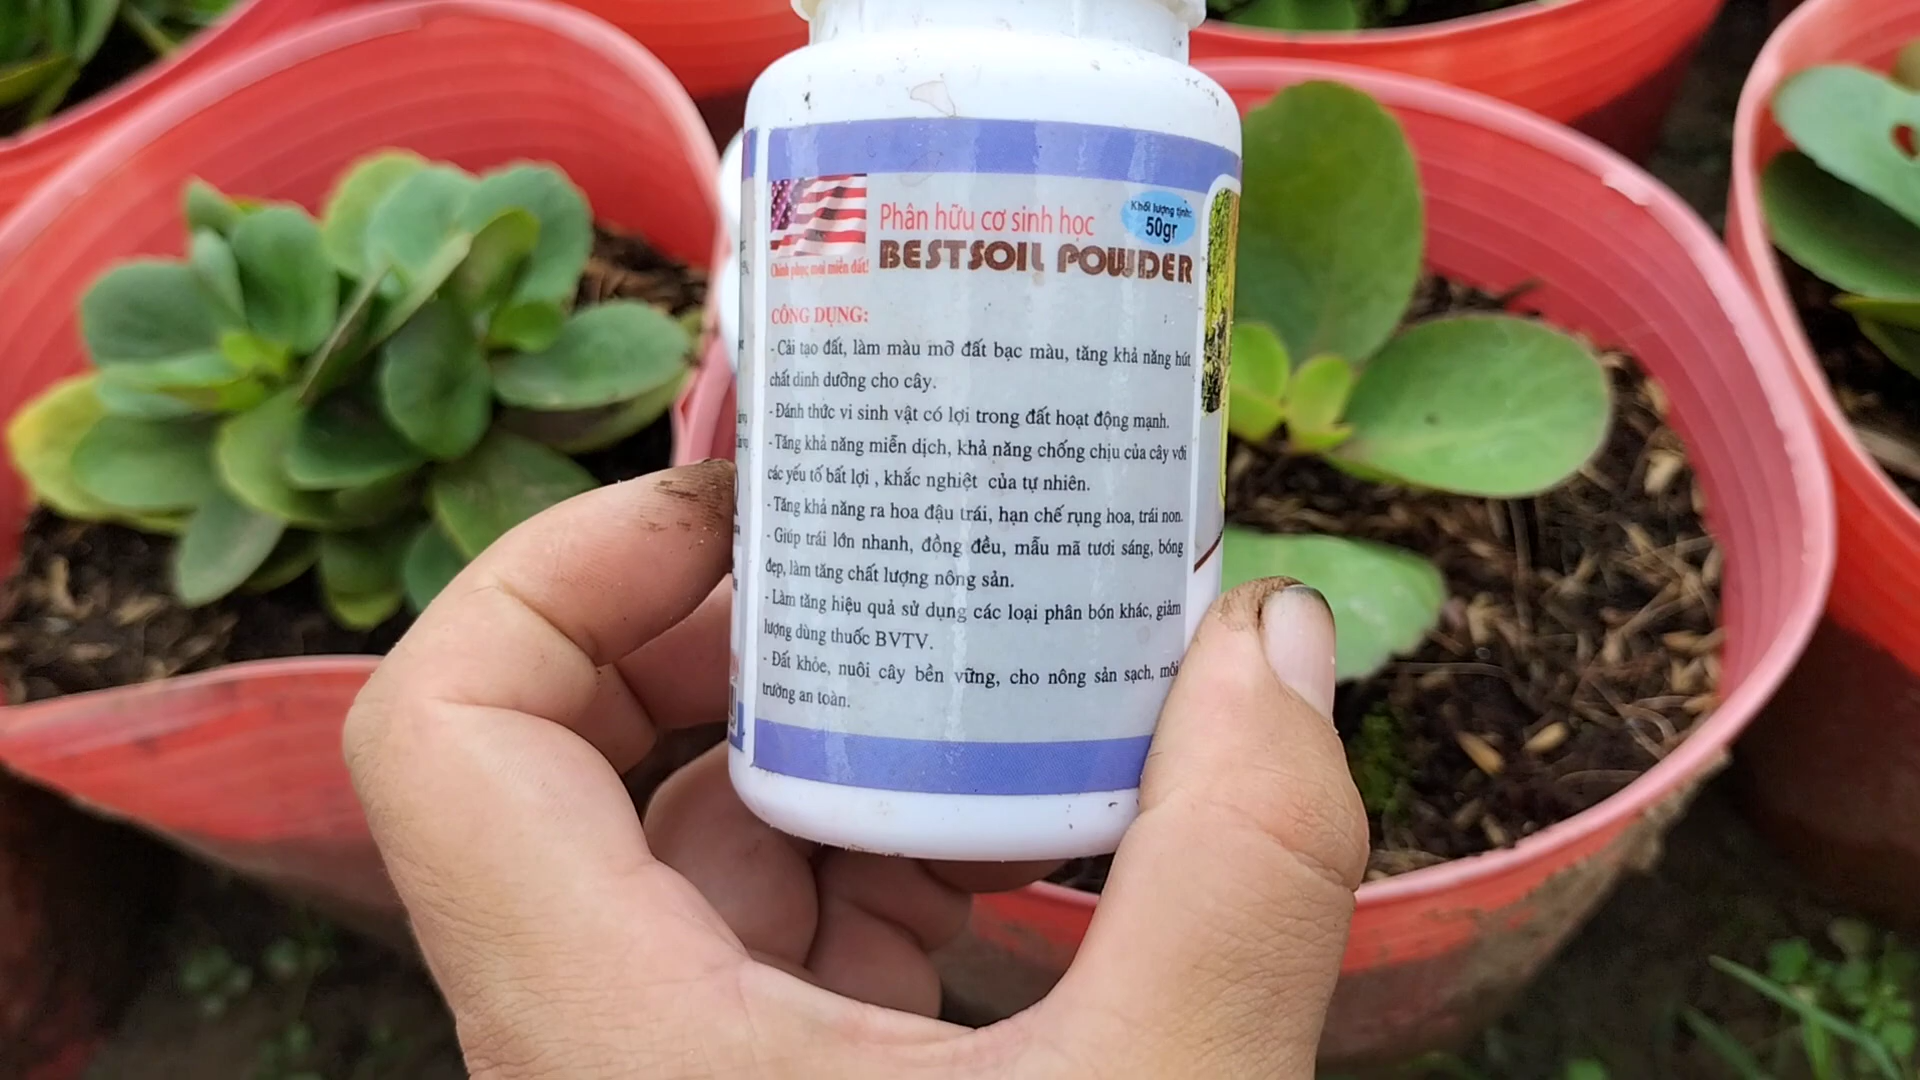 Phân hữu cơ sinh học
Khối lượng tịnh:
50gr
BESTSOIL POWDER
Chinh phục mọi miền đất!
CÔNG DỤNG:
- Cải tạo đất, làm màu mỡ đất bạc màu, tăng khả năng hút
chất dinh dưỡng cho cây.
- Đánh thức vi sinh vật có lợi trong đất hoạt động mạnh.
- Tăng khả năng miễn dịch, khả năng chống chịu của cây với
các yếu tố bất lợi , khắc nghiệt của tự nhiên.
- Tăng khả năng ra hoa đậu trái, hạn chế rụng hoa, trái non.
- Giúp trái lớn nhanh, đồng đều, mẫu mã tươi sáng, bóng
đẹp, làm tăng chất lượng nông sản.
- Làm tăng hiệu quả sử dụng các loại phân bón khác, giảm
lượng dùng thuốc BVTV.
- Đất khỏe, nuôi cây bền vững, cho nông sản sạch, môi
trường an toàn.